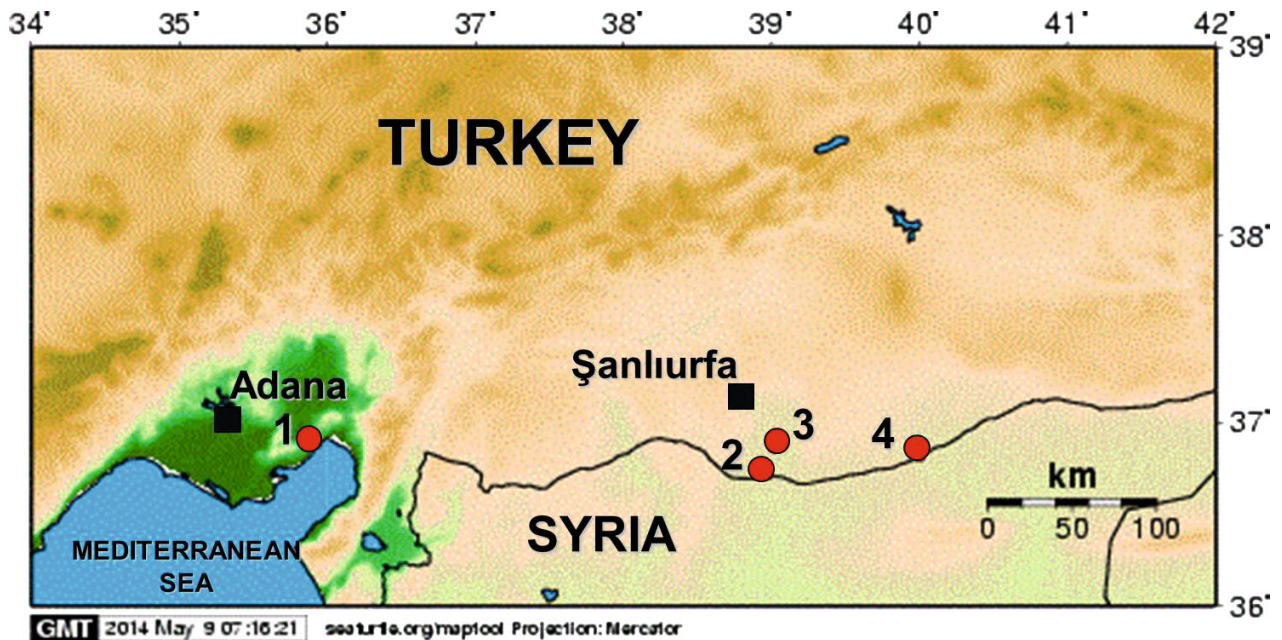 34° 35° 36° 37° 38° 39° 40° 41° 42°
39°
TURKEY
38°
Şanlıurfa
Adana
1
3
4
37°
2
km
SYRIA
0 50 100
MEDITERRANEAN
SEA
36°
GMT 2014 May 9 07:16:21 seaturtle.org/maptool Projection: Mercator